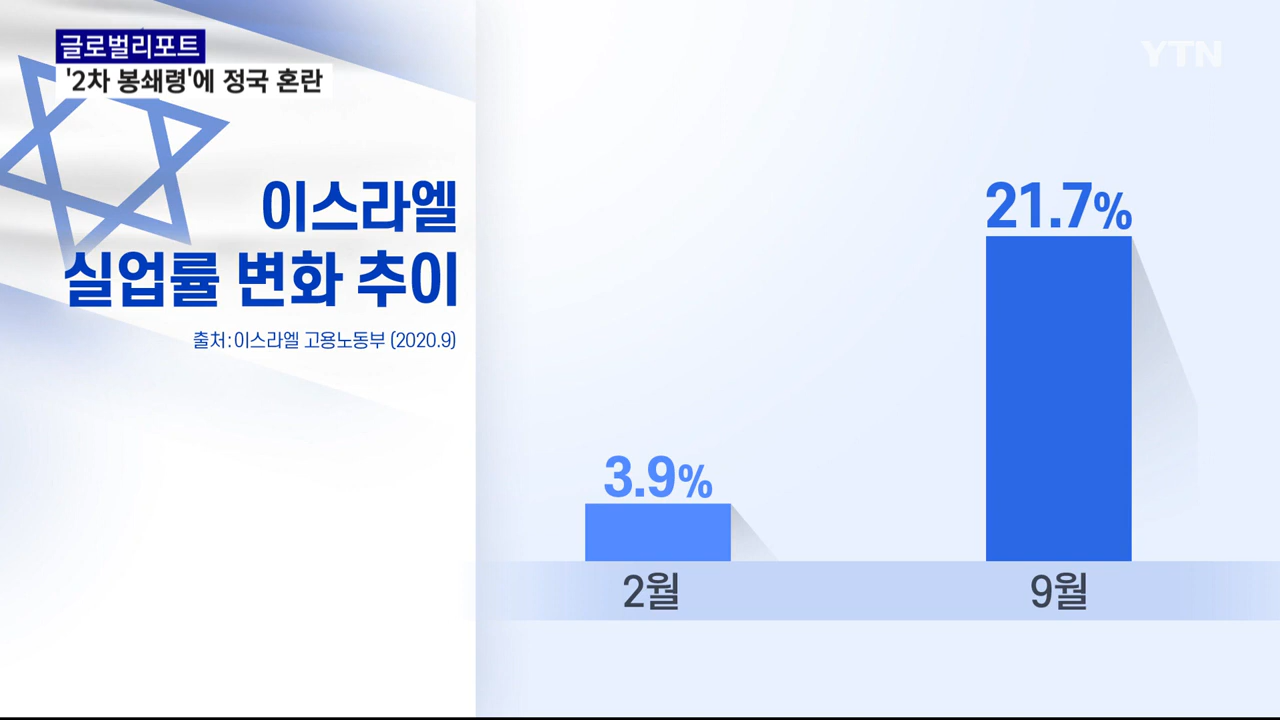 글로벌리포트
'2차 봉쇄령'에 정국 혼란
YTN
이스라엘
실업률 변화 추이
출처:이스라엘 고용노동부 (2020.9)
3.9%
21.7%
2월
9월